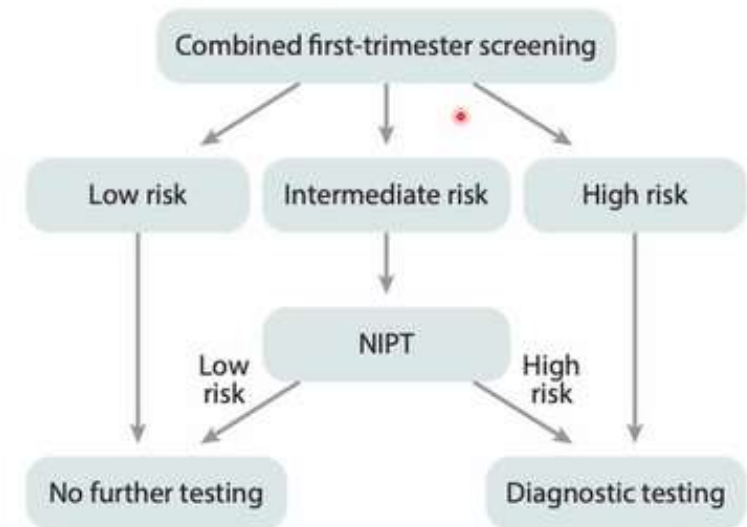 Combined first-trimester screening
Low risk
Intermediate risk
High risk
NIPT
Low
risk
High
risk
No further testing
Diagnostic testing